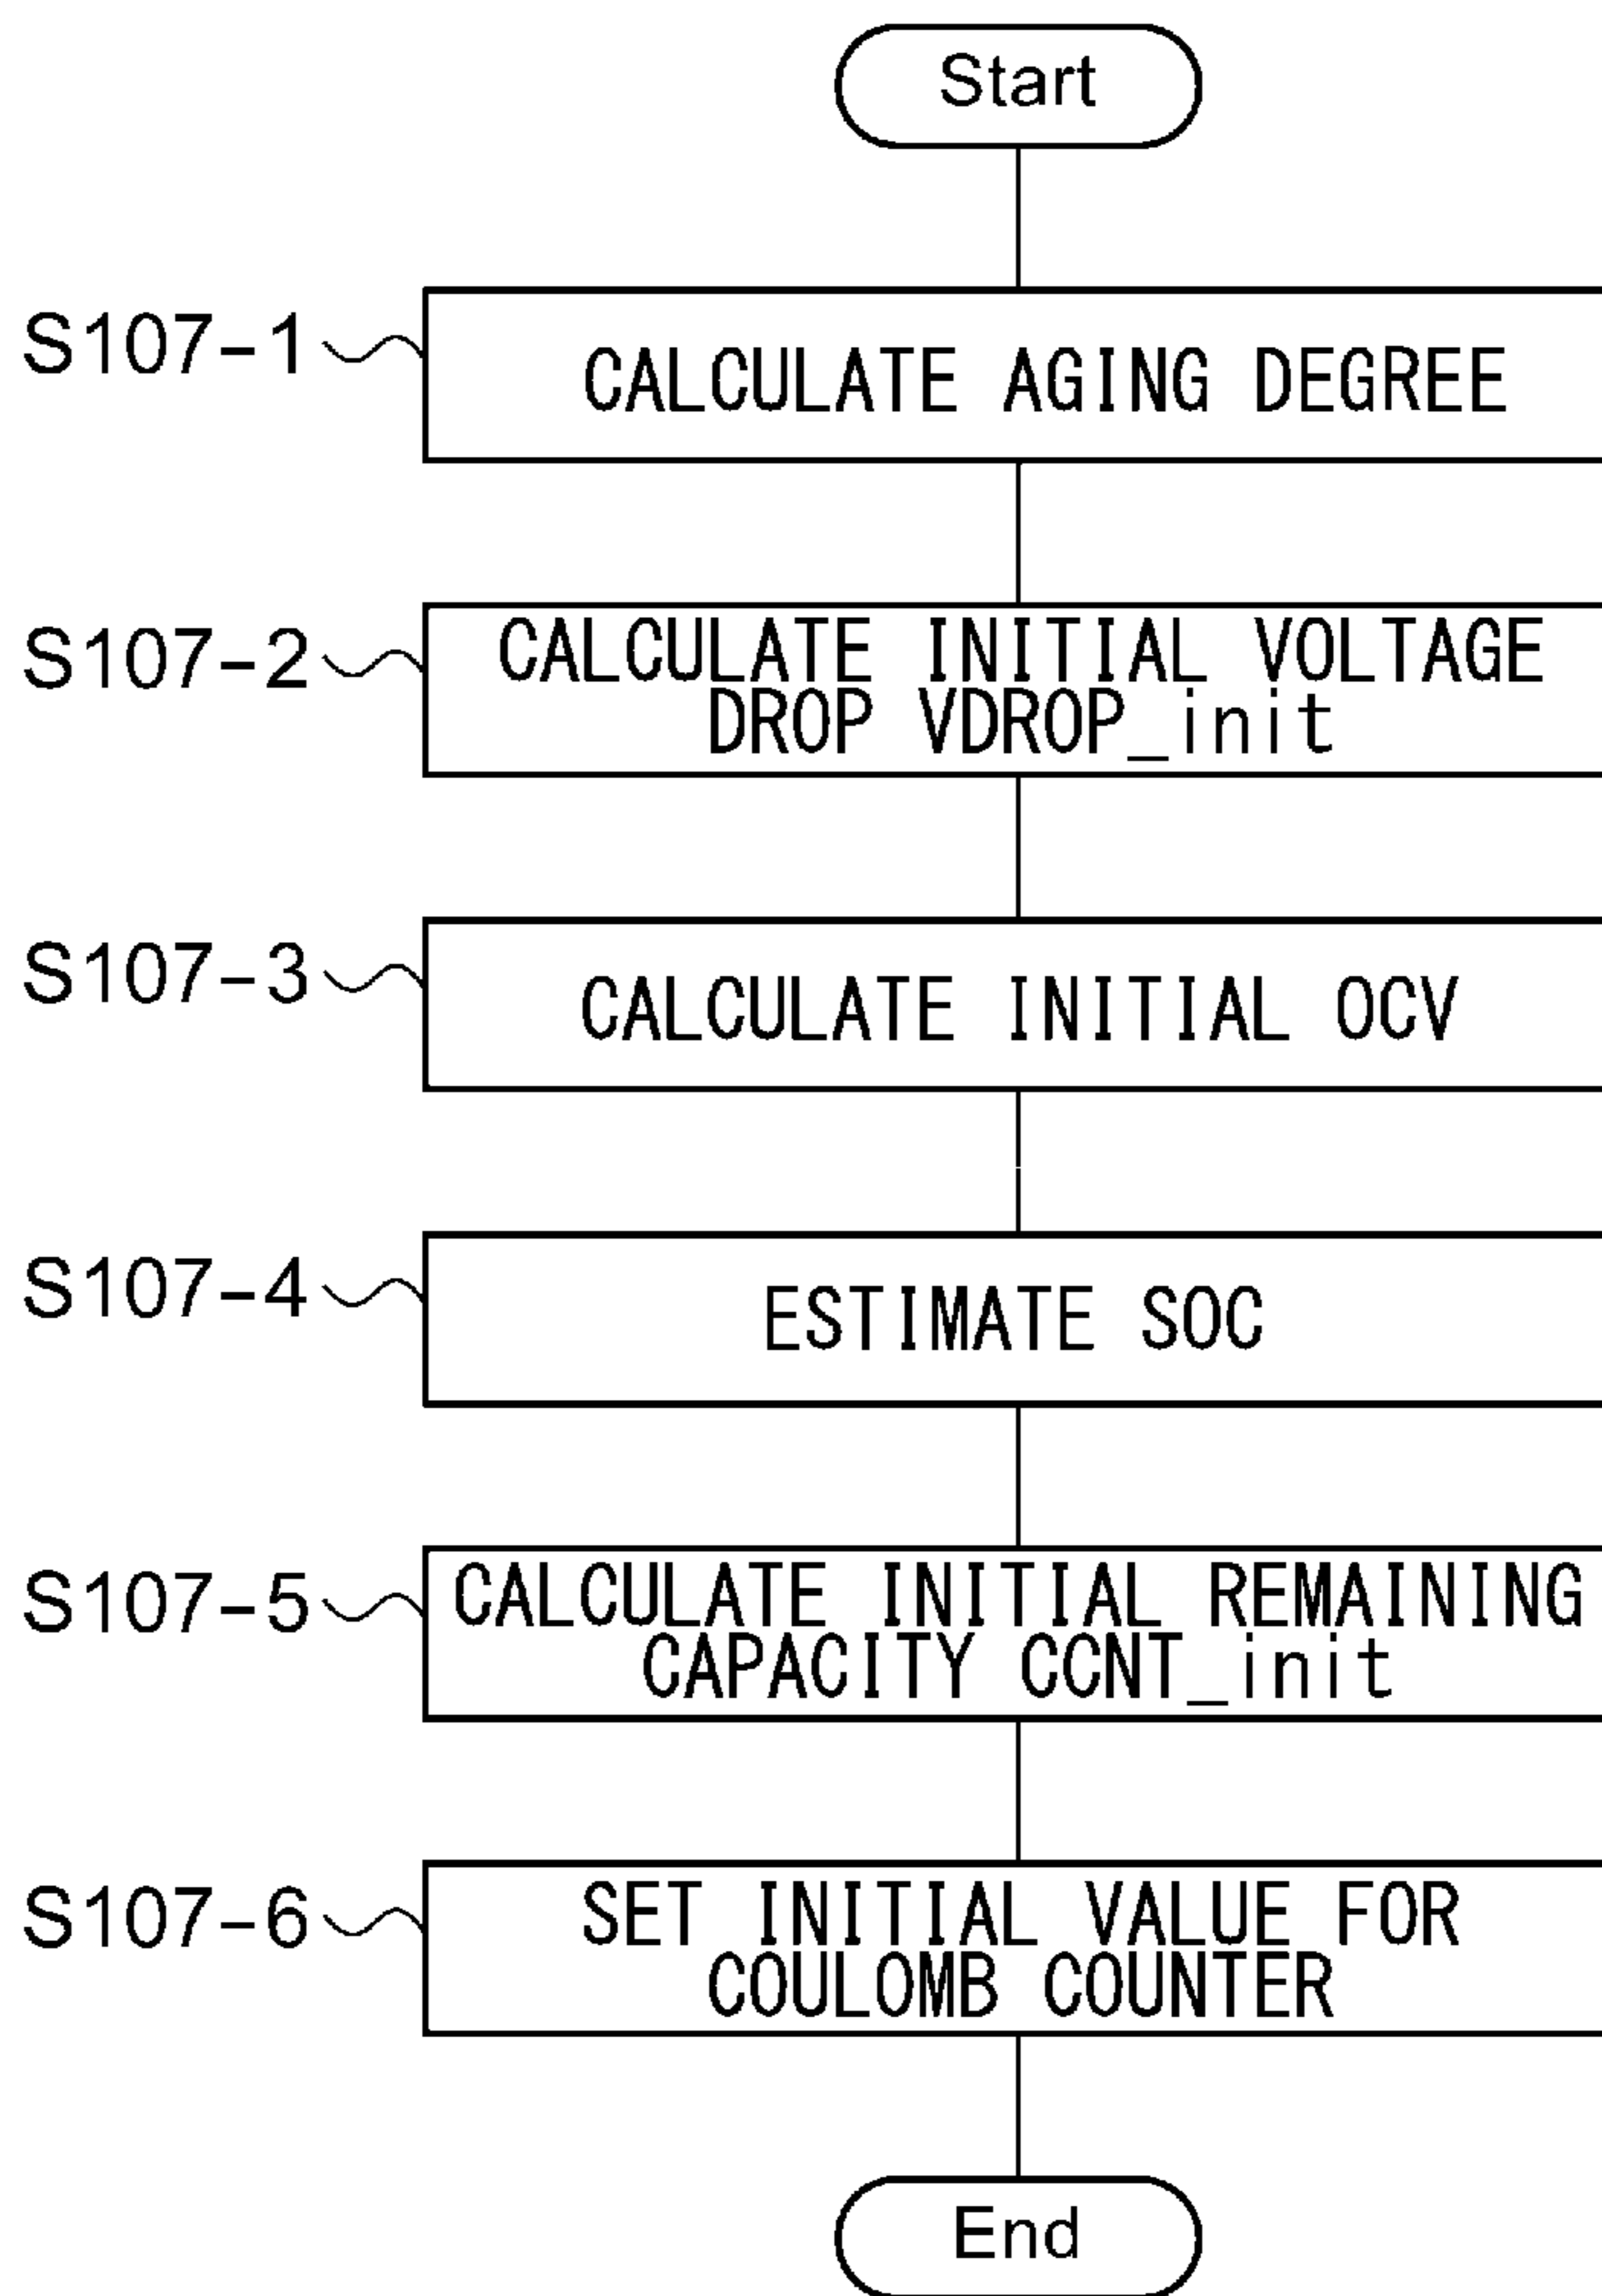 Start
S107-1
CALCULATE AGING DEGREE
S107-2
CALCULATE INITIAL VOLTAGE
DROP VDROP_init
S107-3
CALCULATE INITIAL OCV
S107-4
ESTIMATE SOC
S107-5
CALCULATE INITIAL REMAINING
CAPACITY CCNT_init
S107-6
SET INITIAL VALUE FOR
COULOMB COUNTER
End